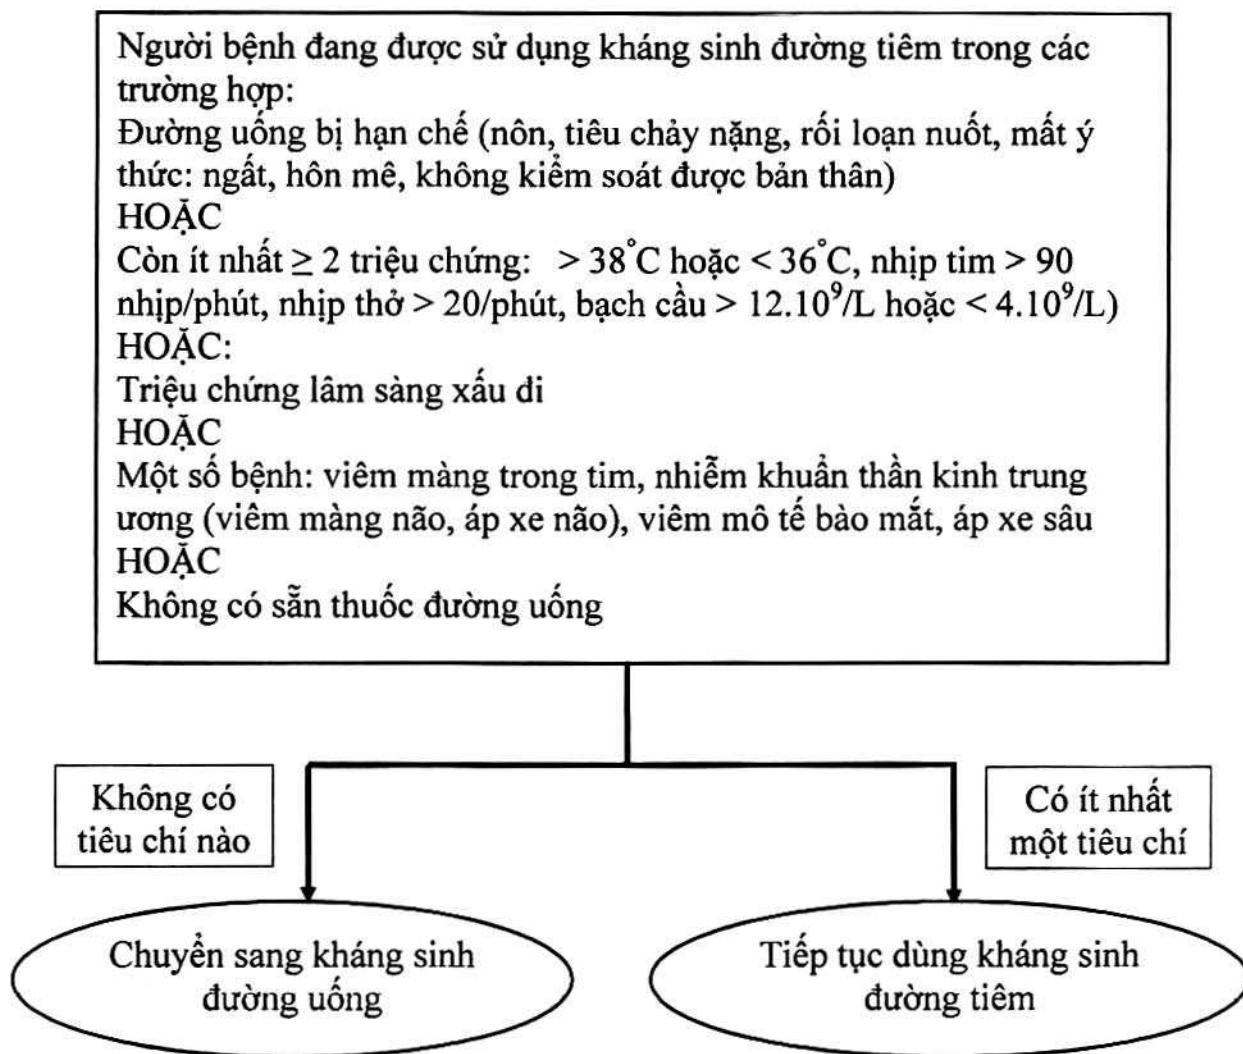 Người bệnh đang được sử dụng kháng sinh đường tiêm trong các
trường hợp:
Đường uống bị hạn chế (nôn, tiêu chảy nặng, rối loạn nuốt, mất ý
thức: ngất, hôn mê, không kiểm soát được bản thân)
HOẶC
Còn ít nhất ≥ 2 triệu chứng: > 38°C hoặc < 36°C, nhịp tim > 90
nhịp/phút, nhịp thở > 20/phút, bạch cầu > 12.10⁹/L hoặc < 4.10⁹/L)
HOẶC:
Triệu chứng lâm sàng xấu đi
HOẶC
Một số bệnh: viêm màng trong tim, nhiễm khuẩn thần kinh trung
ương (viêm màng não, áp xe não), viêm mô tế bào mắt, áp xe sâu
HOẶC
Không có sẵn thuốc đường uống
Không có
tiêu chí nào
Có ít nhất
một tiêu chí
Chuyển sang kháng sinh
đường uống
Tiếp tục dùng kháng sinh
đường tiêm